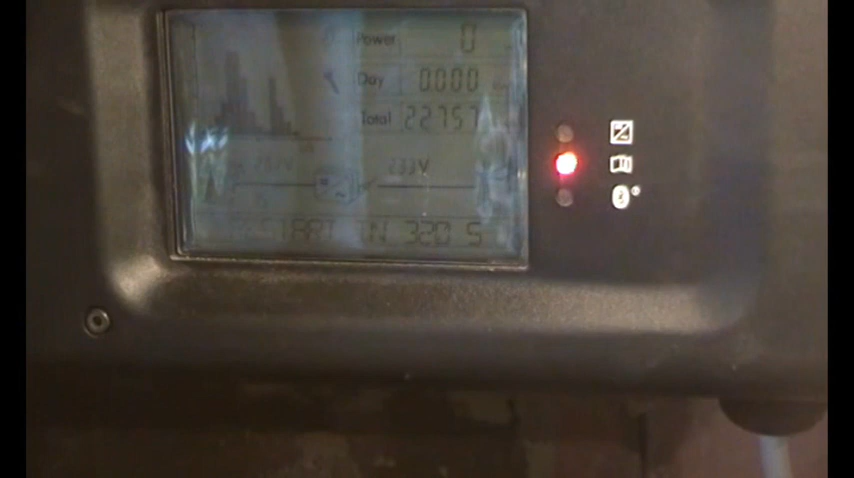 Power 0
Day 0.000
Total 22757
233V
START IN 320 S